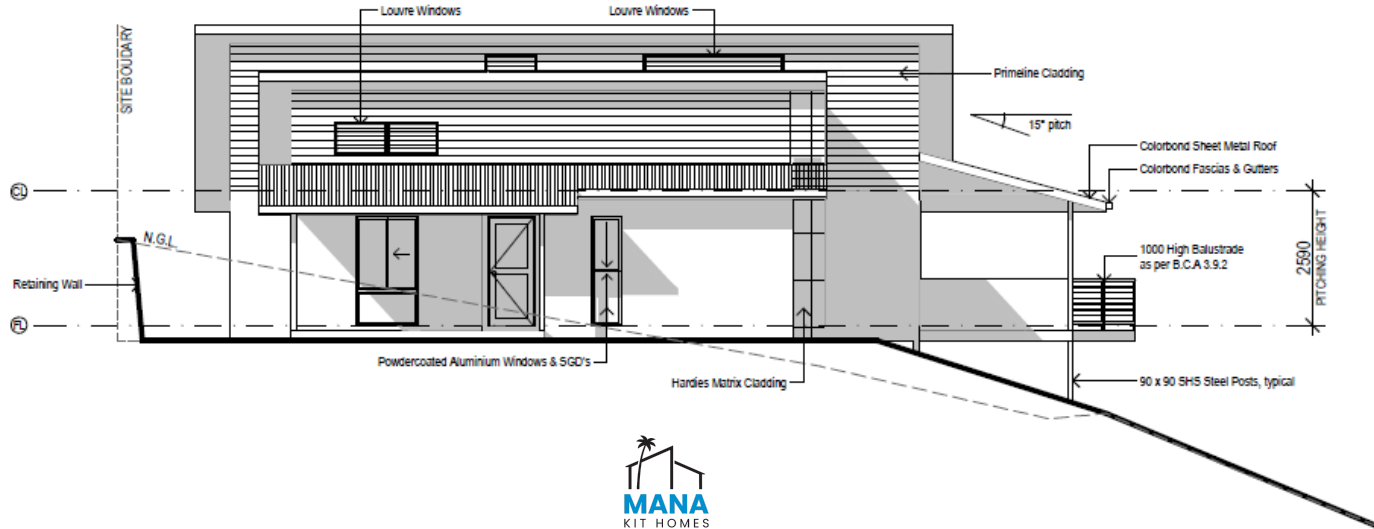 Louvre Windows
Louvre Windows
SITE BOUDARY
Primeline Cladding
15° pitch
Colorbond Sheet Metal Roof
Colorbond Fascias & Gutters
CL
N.G.L.
1000 High Balustrade
as per B.C.A 3.9.2
2590
PITCHING HEIGHT
Retaining Wall
FL
Powdercoated Aluminium Windows & SGD's
Hardies Matrix Cladding
90 x 90 SHS Steel Posts, typical
MANA
KIT HOMES